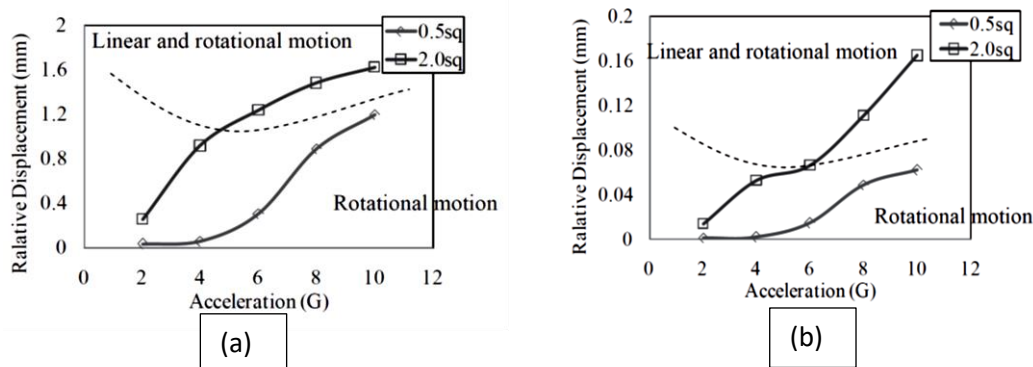 2
1.6
1.2
0.8
0.4
0
Ralative Displacement (mm)
Linear and rotational motion
0.5sq
2.0sq
Rotational motion
0 2 4 6 8 10 12
Acceleration (G)
(a)
0.2
0.16
0.12
0.08
0.04
0
Ralative Displacement (mm)
Linear and rotational motion
0.5sq
2.0sq
Rotational motion
0 2 4 6 8 10 12
Acceleration (G)
(b)